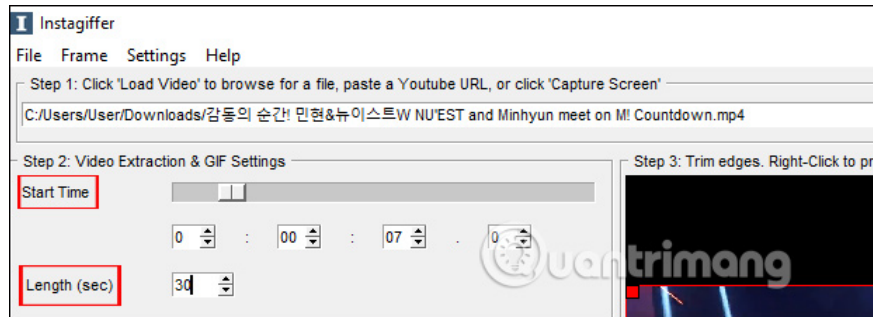 Instagiffer
File Frame Settings Help
Step 1: Click 'Load Video' to browse for a file, paste a Youtube URL, or click 'Capture Screen'
C:/Users/User/Downloads/감동의 순간! 민현&뉴이스트W NU'EST and Minhyun meet on M! Countdown.mp4
Step 2: Video Extraction & GIF Settings
Step 3: Trim edges. Right-Click to pr
Start Time
0 : 00 : 07 . 0
Quantrimang
Length (sec) 30